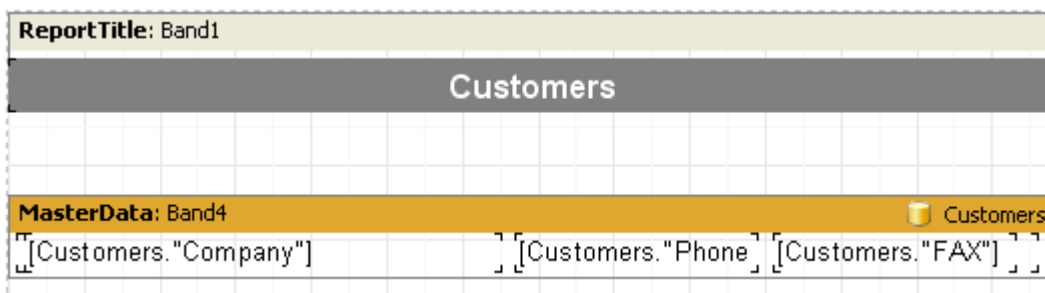 ReportTitle: Band1
Customers
MasterData: Band4 Customers
[Customers."Company"] [Customers."Phone [Customers."FAX"]